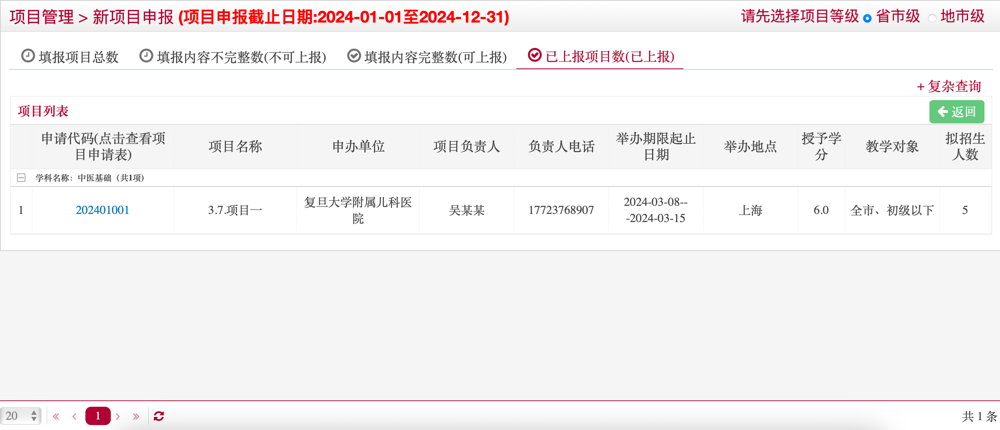 项目管理 > 新项目申报 (项目申报截止日期:2024-01-01至2024-12-31)
请先选择项目等级 省市级 地市级
填报项目总数 填报内容不完整数(不可上报) 填报内容完整数(可上报) 已上报项目数(已上报)
+ 复杂查询
项目列表
返回
申请代码(点击查看项
目申请表)
项目名称
申办单位
项目负责人
负责人电话
举办期限起止
日期
举办地点
授予学
分
教学对象
拟招生
人数
学科名称：中医基础（共1项)
1
202401001
3.7.项目一
复旦大学附属儿科医
院
吴某某
17723768907
2024-03-08--
-2024-03-15
上海
6.0
全市、初级以下
5
20 « ‹ 1 › »
共 1 条